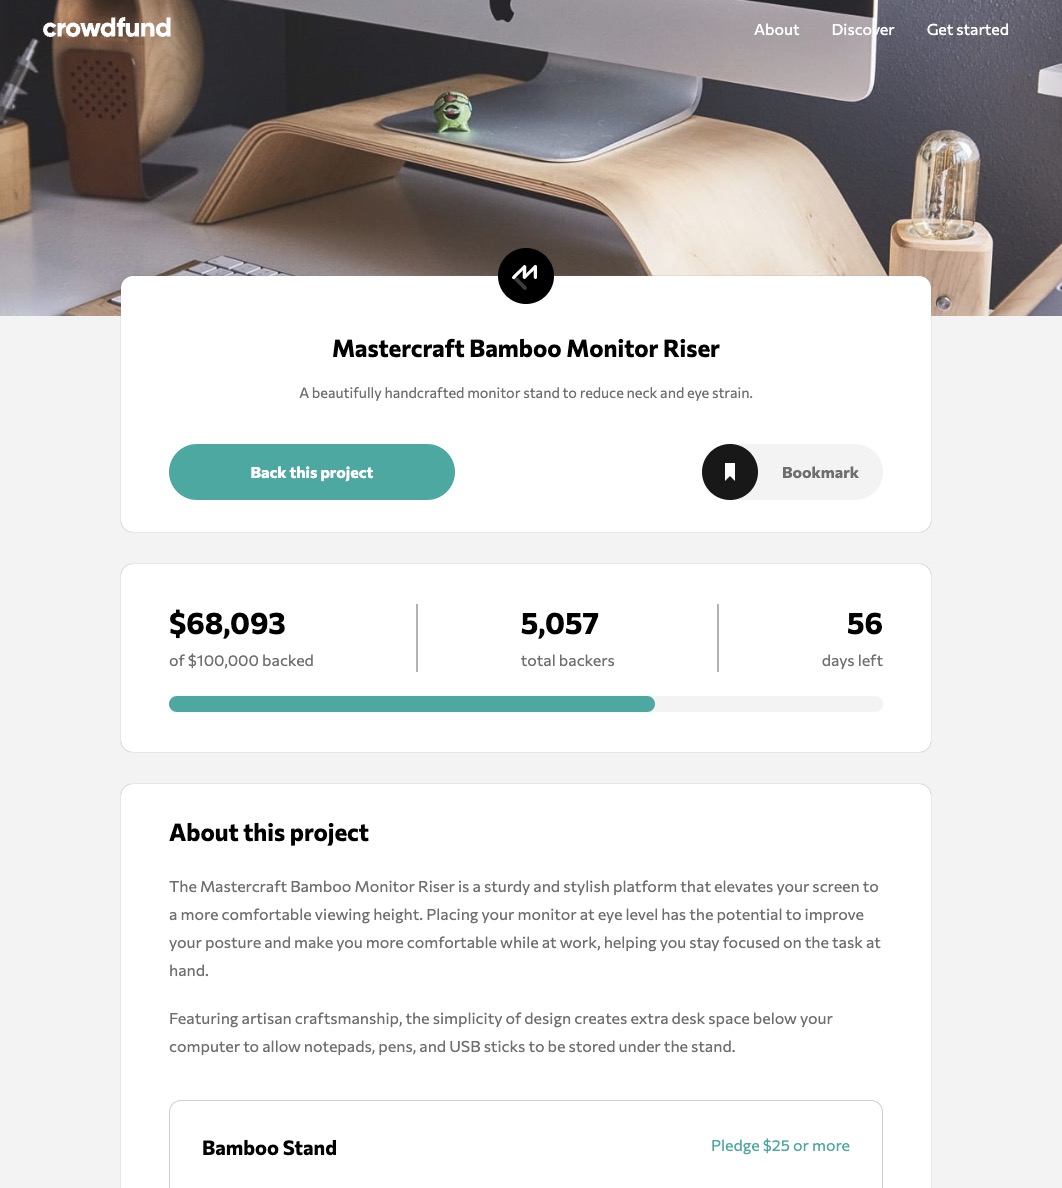 crowdfund
About Discover Get started
Mastercraft Bamboo Monitor Riser
A beautifully handcrafted monitor stand to reduce neck and eye strain.
Back this project
Bookmark
$68,093
of $100,000 backed
5,057
total backers
56
days left
About this project
The Mastercraft Bamboo Monitor Riser is a sturdy and stylish platform that elevates your screen to
a more comfortable viewing height. Placing your monitor at eye level has the potential to improve
your posture and make you more comfortable while at work, helping you stay focused on the task at
hand.
Featuring artisan craftsmanship, the simplicity of design creates extra desk space below your
computer to allow notepads, pens, and USB sticks to be stored under the stand.
Bamboo Stand
Pledge $25 or more